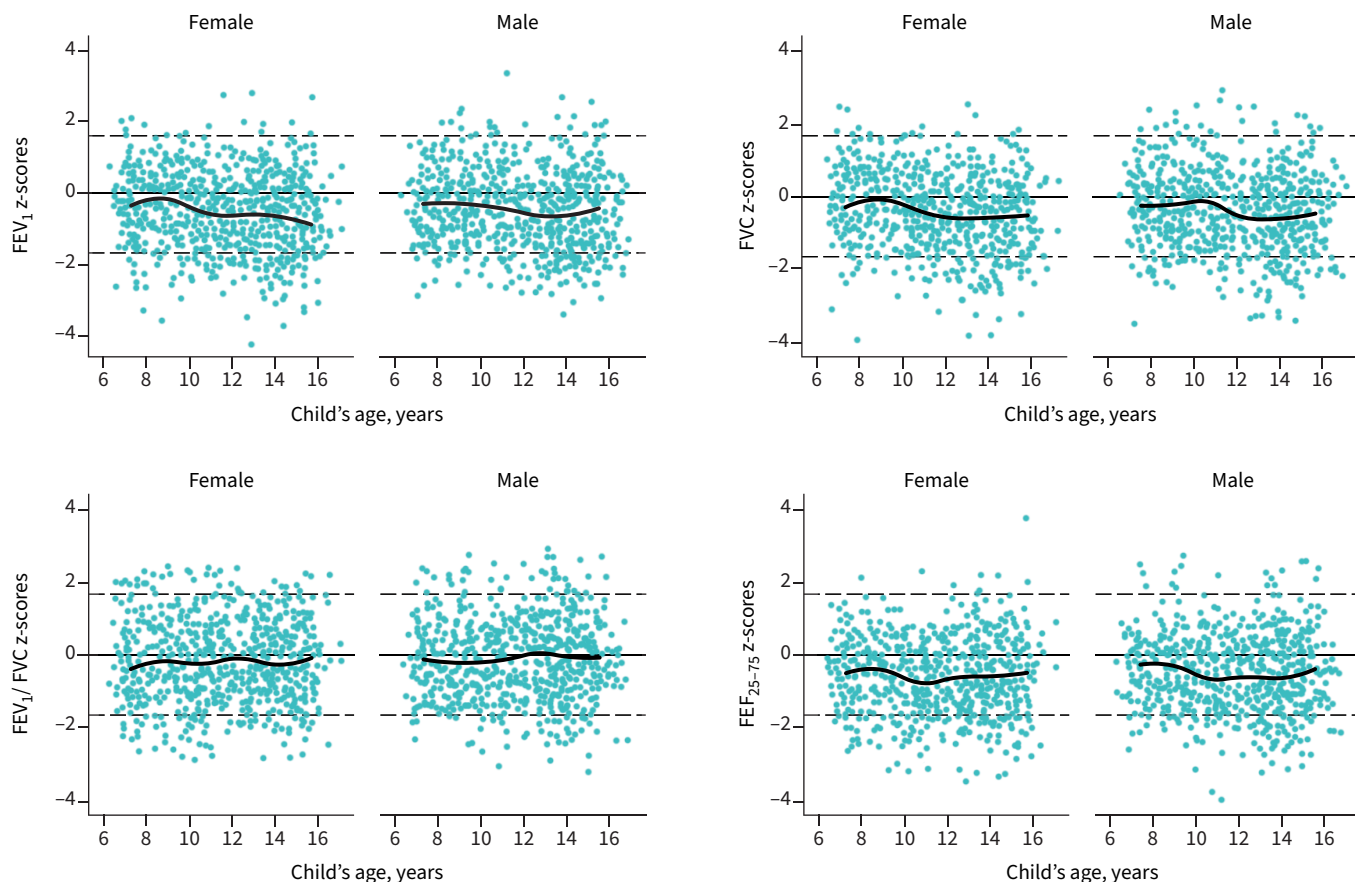 Female Male
FEV1 z-scores
4
2
0
–2
–4
6 8 10 12 14 16 6 8 10 12 14 16
Child’s age, years
Female Male
FVC z-scores
4
2
0
–2
–4
6 8 10 12 14 16 6 8 10 12 14 16
Child’s age, years
Female Male
FEV1/ FVC z-scores
4
2
0
–2
–4
6 8 10 12 14 16 6 8 10 12 14 16
Child’s age, years
Female Male
FEF25–75 z-scores
4
2
0
–2
–4
6 8 10 12 14 16 6 8 10 12 14 16
Child’s age, years